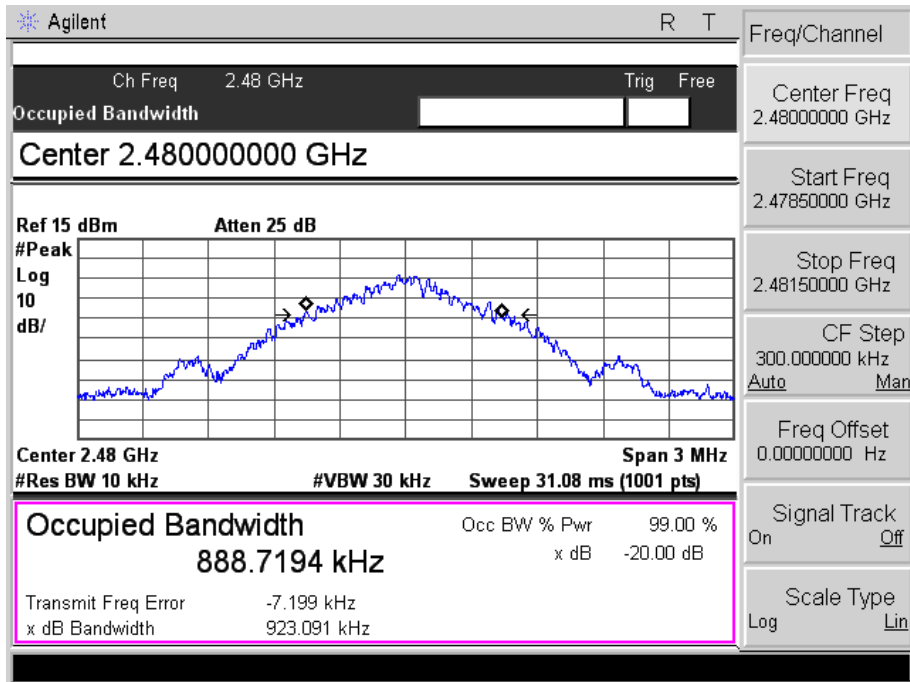 Agilent R T
Ch Freq 2.48 GHz Trig Free
Occupied Bandwidth
Center 2.480000000 GHz
Ref 15 dBm Atten 25 dB
#Peak
Log
10
dB/
Center 2.48 GHz Span 3 MHz
#Res BW 10 kHz #VBW 30 kHz Sweep 31.08 ms (1001 pts)
Occupied Bandwidth
888.7194 kHz
Occ BW % Pwr 99.00 %
x dB -20.00 dB
Transmit Freq Error -7.199 kHz
x dB Bandwidth 923.091 kHz
Freq/Channel
Center Freq
2.48000000 GHz
Start Freq
2.47850000 GHz
Stop Freq
2.48150000 GHz
CF Step
300.000000 kHz
Auto Man
Freq Offset
0.00000000 Hz
Signal Track
On Off
Scale Type
Log Lin